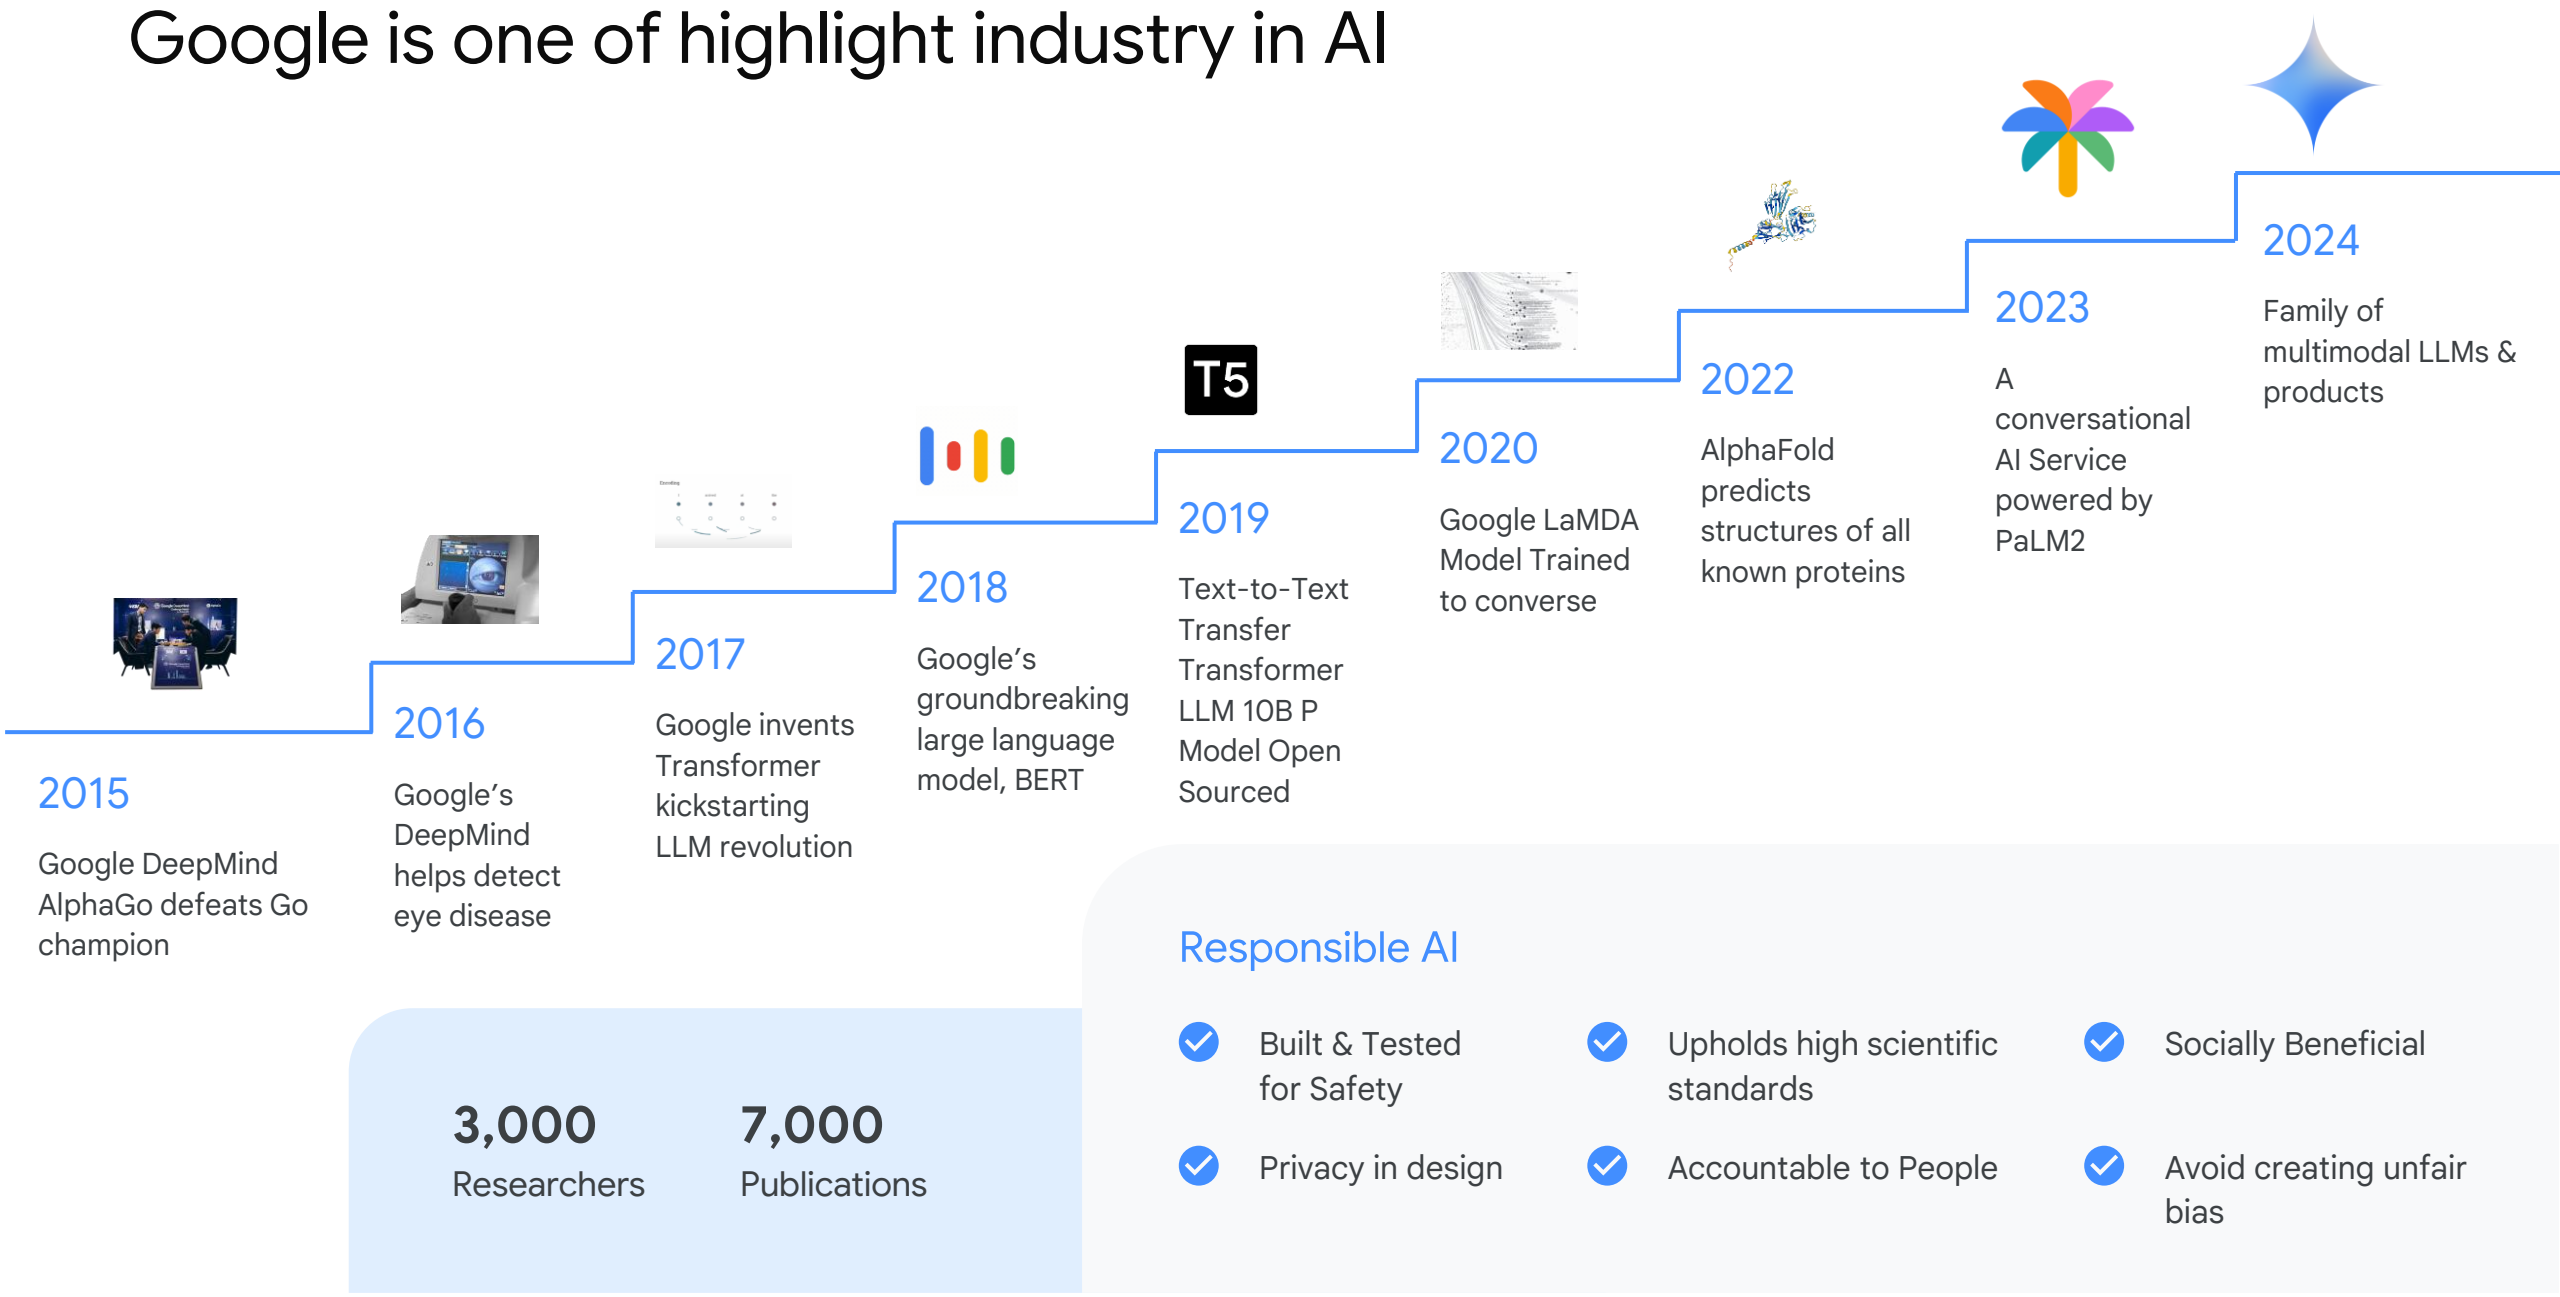 Google is one of highlight industry in AI
2015
Google DeepMind
AlphaGo defeats Go
champion
2016
Google's
DeepMind
helps detect
eye disease
2017
Google invents
Transformer
kickstarting
LLM revolution
2018
Google's
groundbreaking
large language
model, BERT
T5
2019
Text-to-Text
Transfer
Transformer
LLM 10B P
Model Open
Sourced
2020
Google LaMDA
Model Trained
to converse
2022
AlphaFold
predicts
structures of all
known proteins
2023
A
conversational
AI Service
powered by
PaLM2
2024
Family of
multimodal LLMs &
products
3,000
Researchers
7,000
Publications
Responsible AI
Built & Tested
for Safety
Upholds high scientific
standards
Socially Beneficial
Privacy in design
Accountable to People
Avoid creating unfair
bias